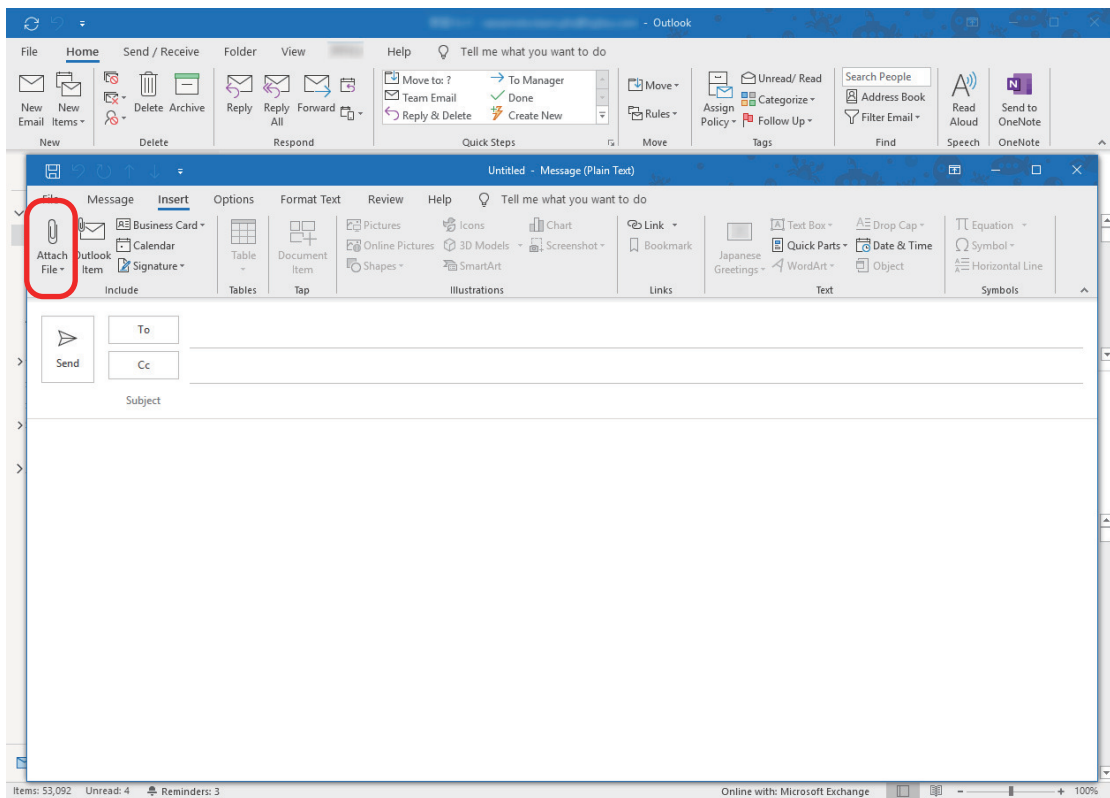 - Outlook
File Home Send / Receive Folder View Help Tell me what you want to do
New Email New Items Delete Archive Reply Reply All Forward Move to: ? To Manager Team Email Done Reply & Delete Create New Move Rules Assign Policy Unread/ Read Categorize Follow Up Search People Address Book Filter Email Read Aloud Send to OneNote
New Delete Respond Quick Steps Move Tags Find Speech OneNote
Untitled - Message (Plain Text)
File Message Insert Options Format Text Review Help Tell me what you want to do
Attach File Outlook Item Business Card Calendar Signature Table Document Item Pictures Online Pictures Shapes Icons 3D Models SmartArt Chart Screenshot Link Bookmark Japanese Greetings Text Box Quick Parts WordArt Drop Cap Date & Time Object Equation Symbol Horizontal Line
Include Tables Tap Illustrations Links Text Symbols
To
Send Cc
Subject
Items: 53,092 Unread: 4 Reminders: 3 Online with: Microsoft Exchange 100%